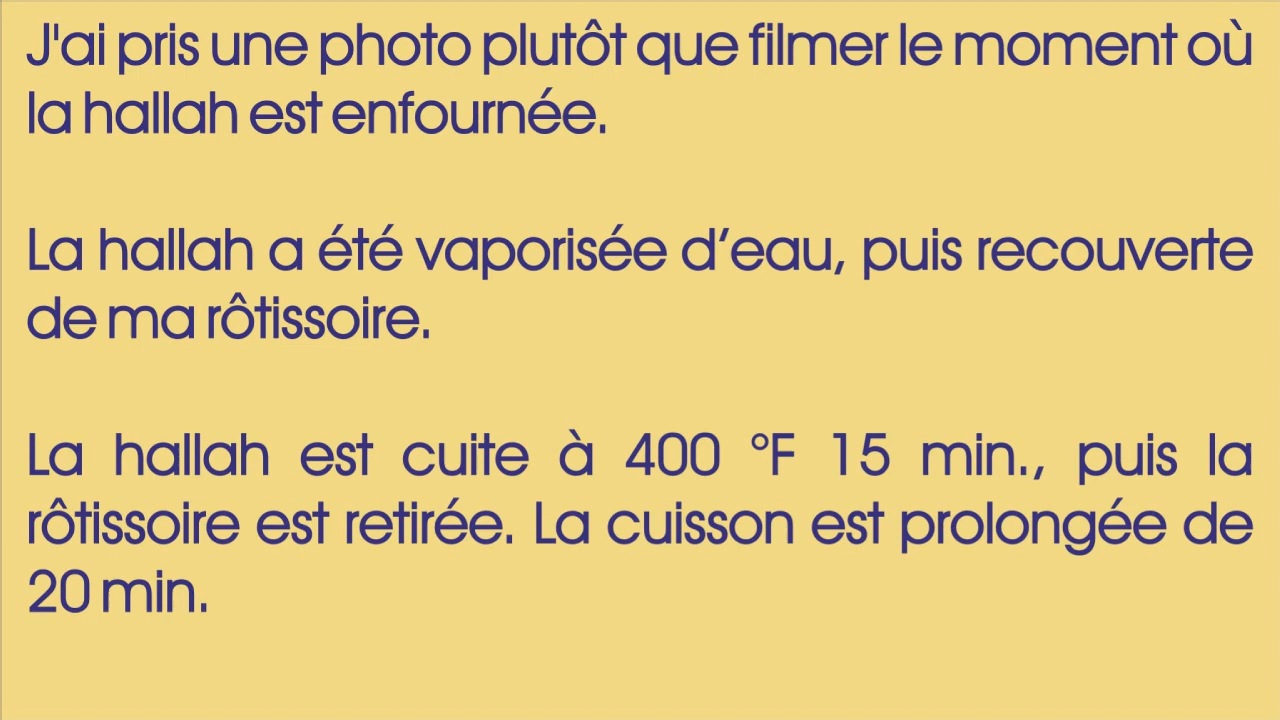 J'ai pris une photo plutôt que filmer le moment où
la hallah est enfournée.
La hallah a été vaporisée d’eau, puis recouverte
de ma rôtissoire.
La hallah est cuite à 400 °F 15 min., puis la
rôtissoire est retirée. La cuisson est prolongée de
20 min.